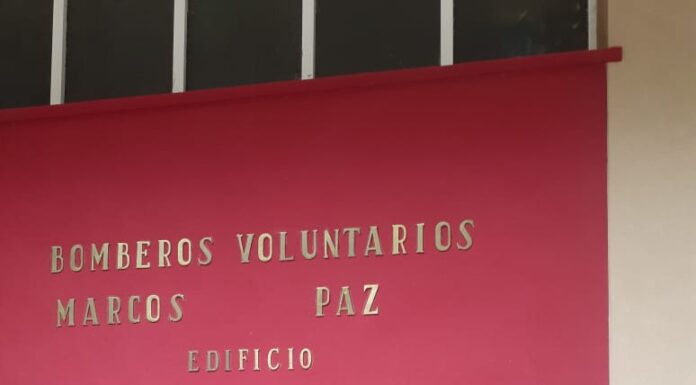 BOMBEROS VOLUNTARIOS
MARCOS PAZ
EDIFICIO